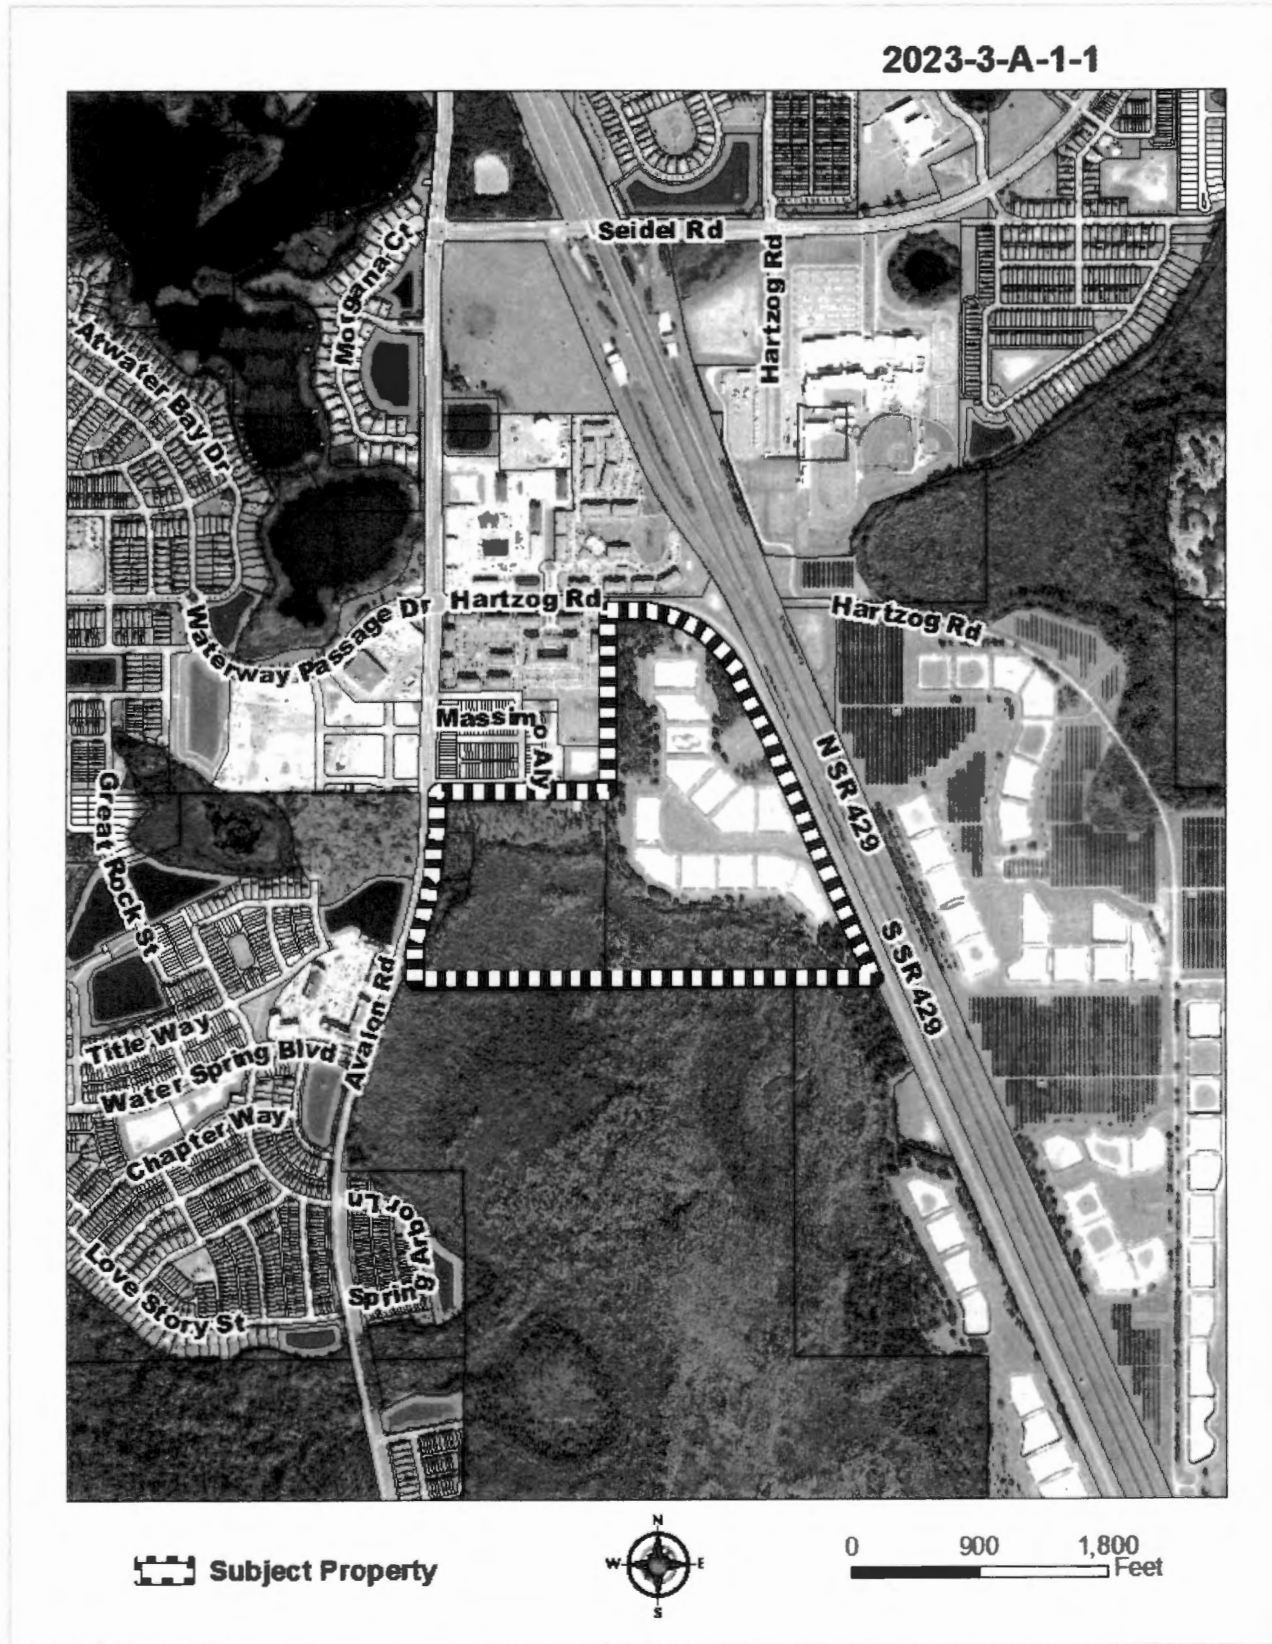 2023-3-A-1-1
Seidel Rd
Hartzog Rd
Morgana Ct
Atwater Bay Dr
Waterway Passage Dr
Hartzog Rd
Hartzog Rd
Massimo Aly
N SR 429
S SR 429
Great Rock St
Avalon Rd
Title Way
Water Spring Blvd
Chapter Way
Spring Arbor Ln
Love Story St
N
W E
S
Subject Property
0 900 1,800
Feet